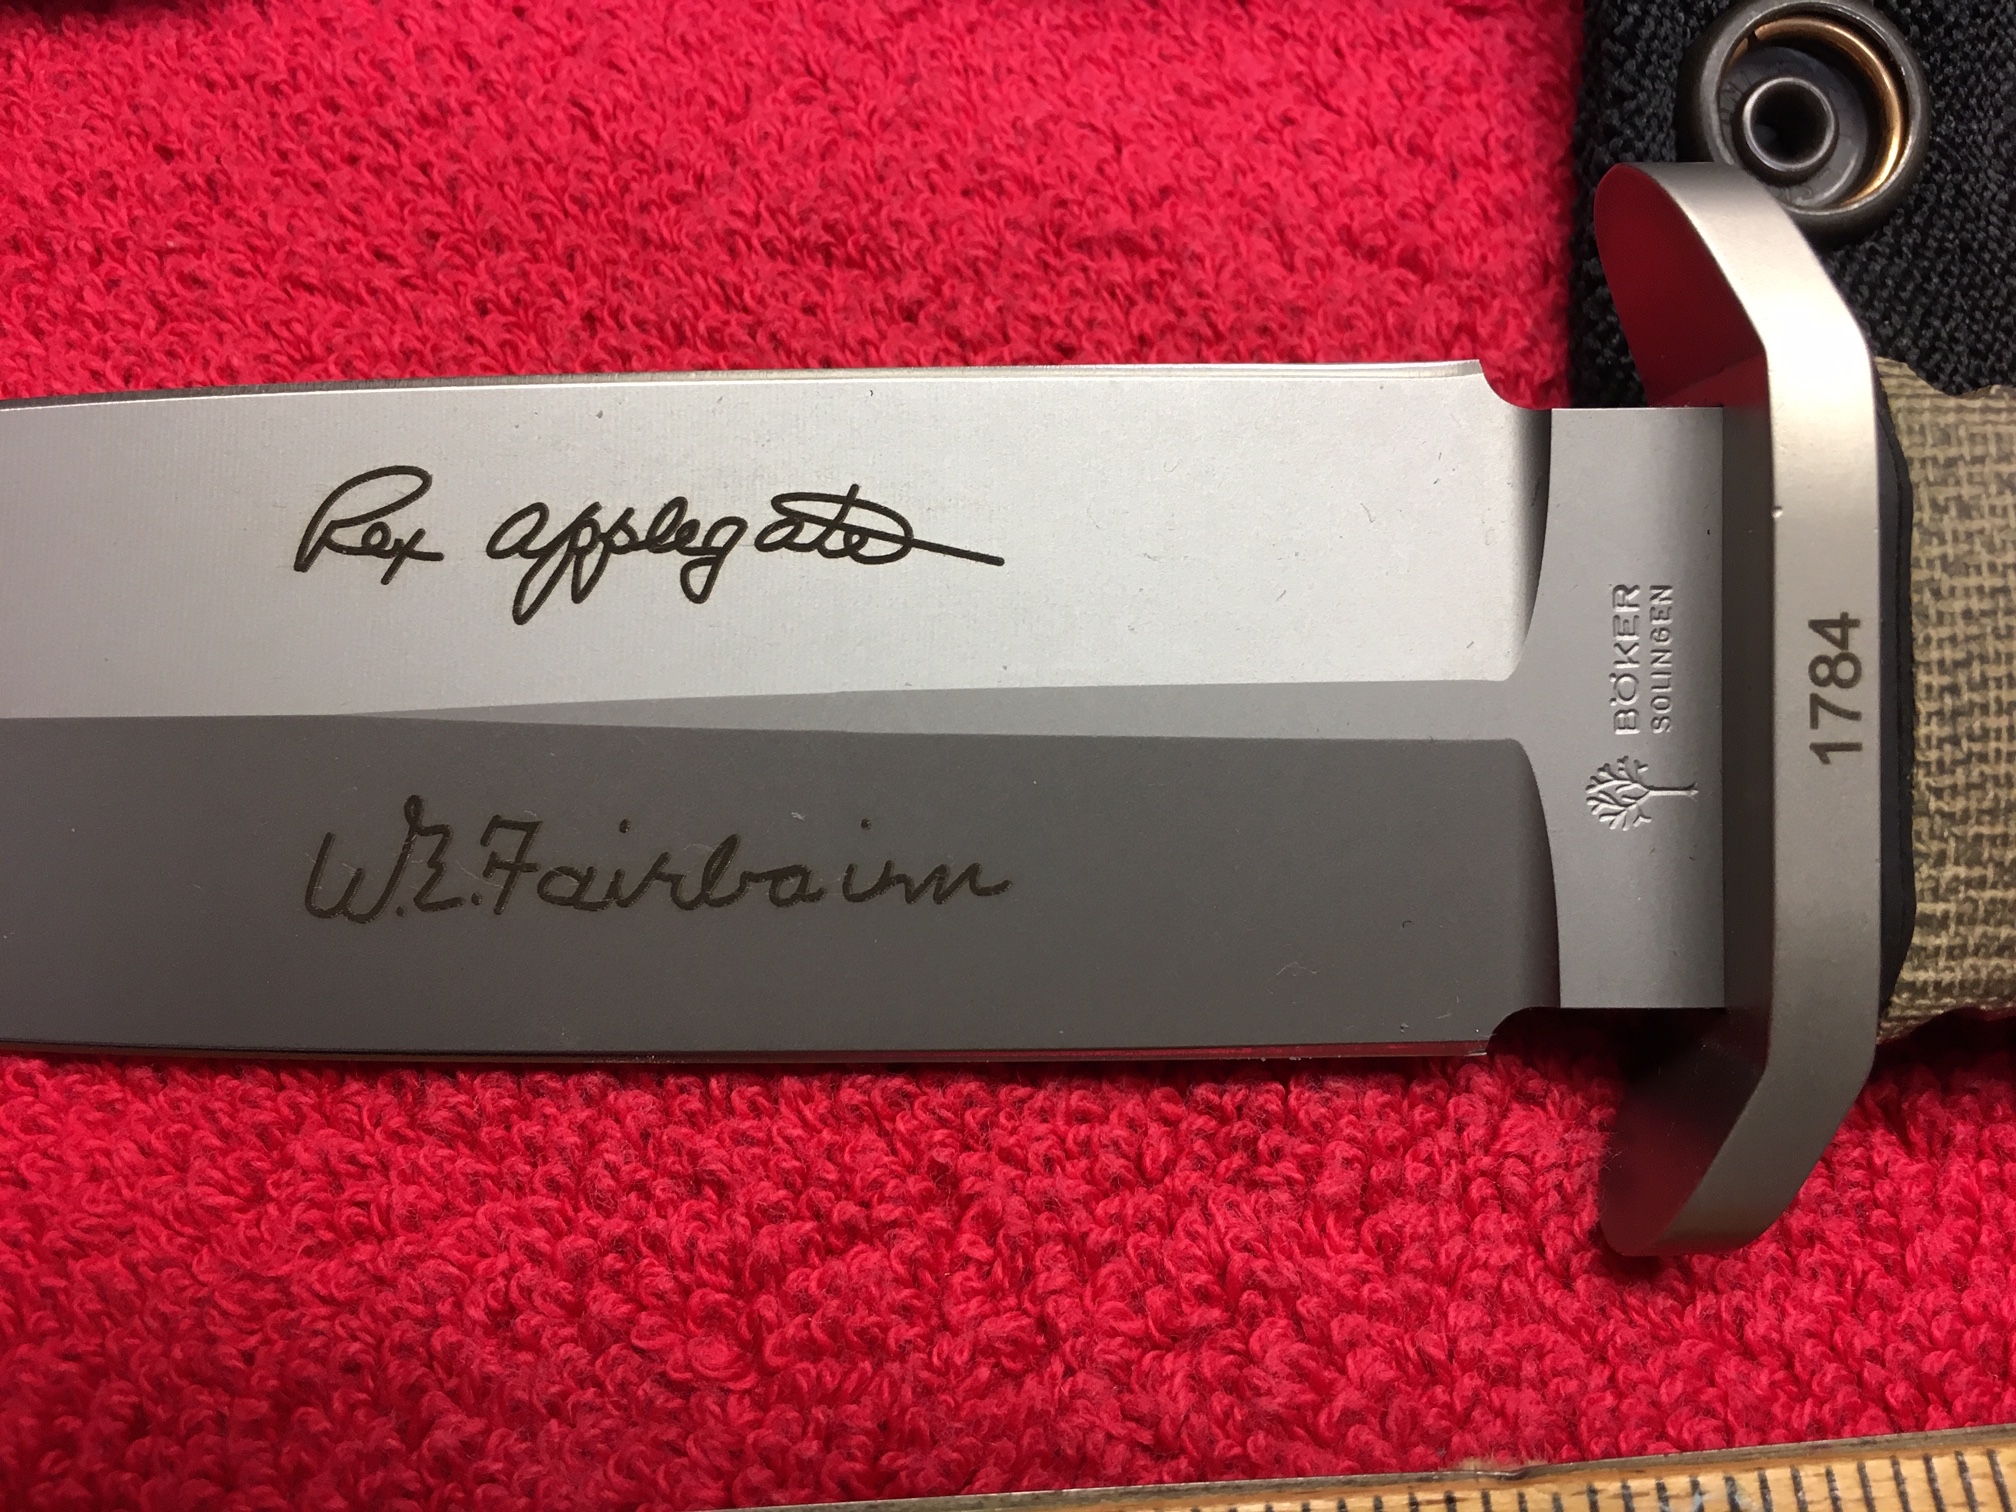 Rex Applegate
W.E. Fairbairn
BÖKER
SOLINGEN
1784